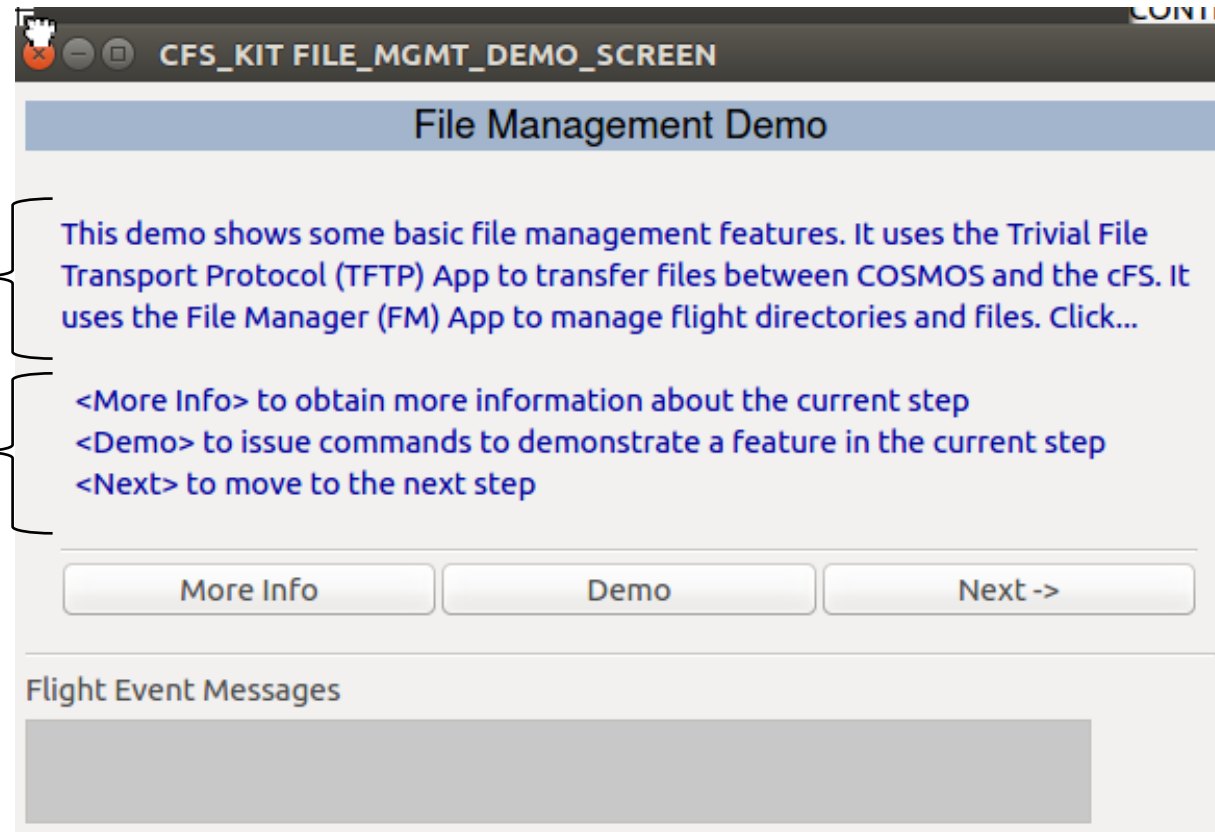 CFS_KIT FILE_MGMT_DEMO_SCREEN
File Management Demo
This demo shows some basic file management features. It uses the Trivial File
Transport Protocol (TFTP) App to transfer files between COSMOS and the cFS. It
uses the File Manager (FM) App to manage flight directories and files. Click...
<More Info> to obtain more information about the current step
<Demo> to issue commands to demonstrate a feature in the current step
<Next> to move to the next step
More Info Demo Next ->
Flight Event Messages